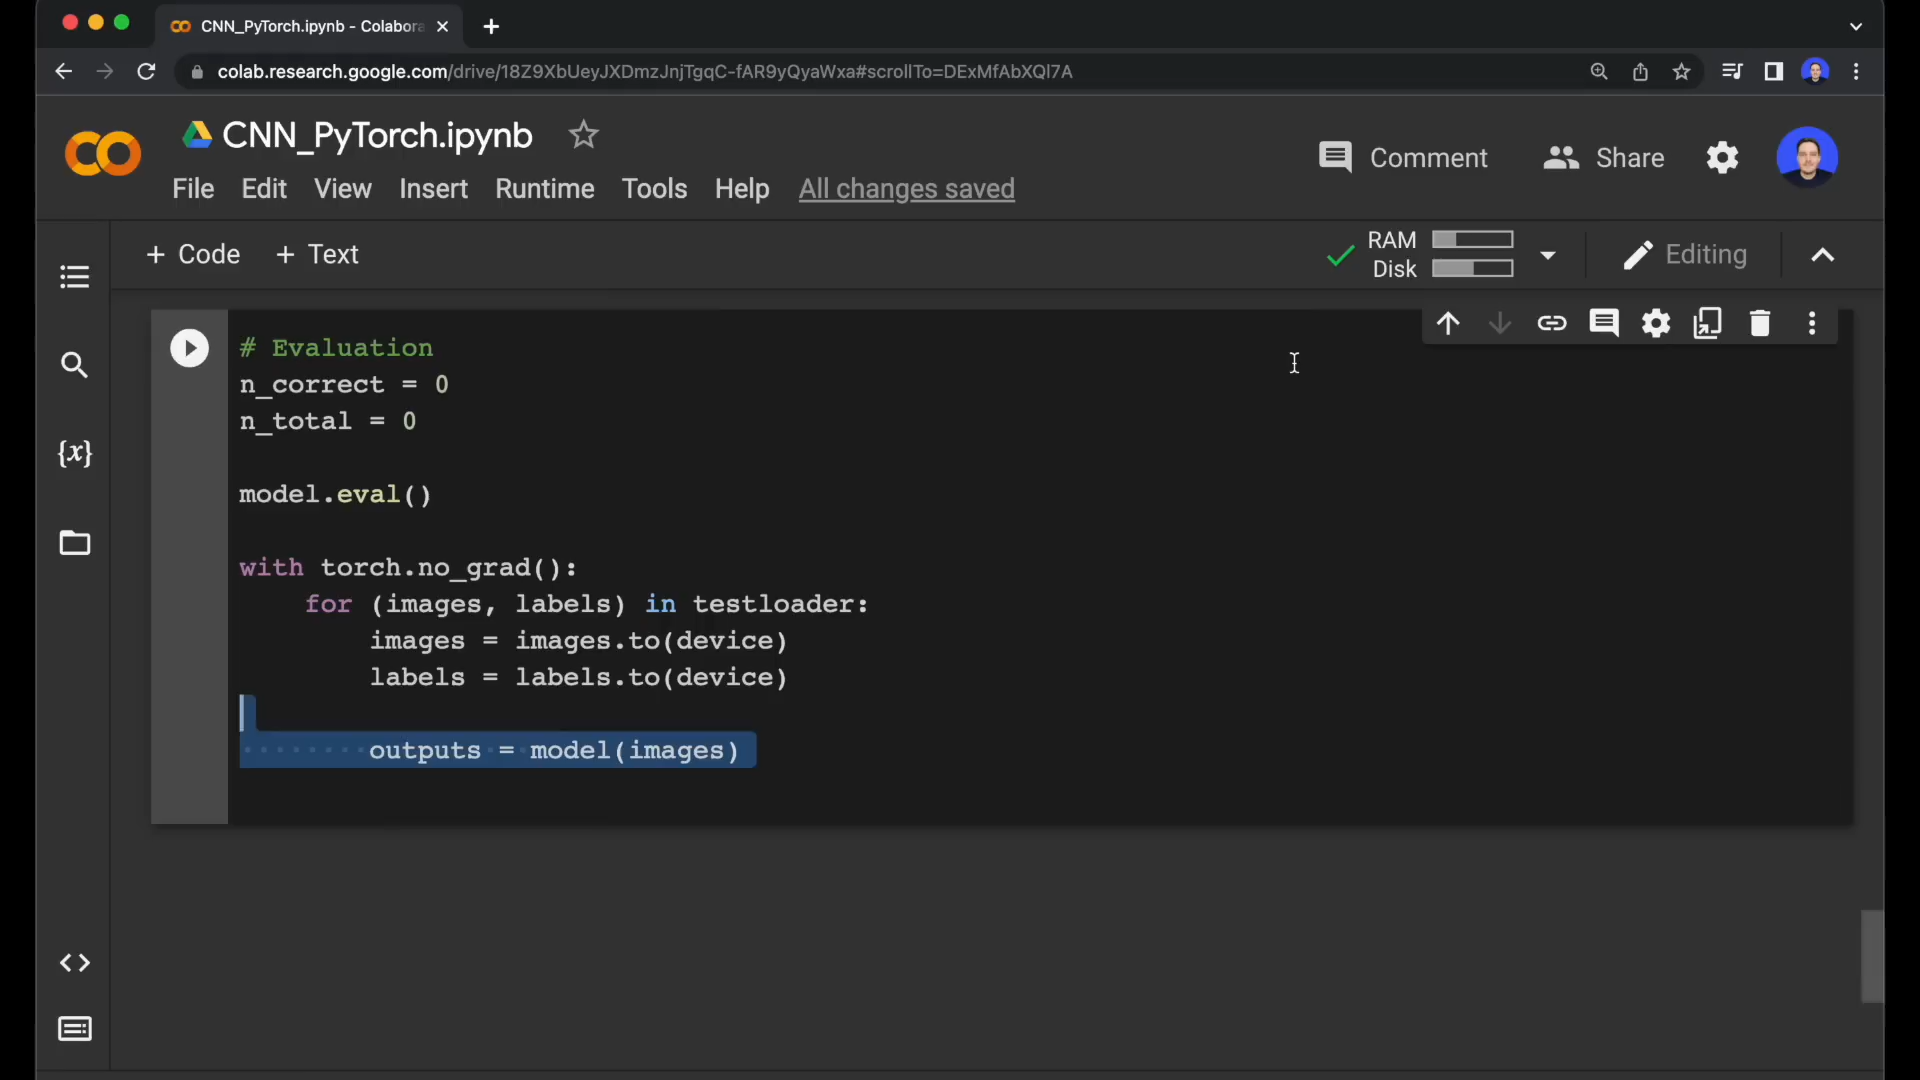 CNN_PyTorch.ipynb - Colabora
colab.research.google.com/drive/18Z9XbUeyJXDmzJnjTgqC-fAR9yQyaWxa#scrollTo=DExMfAbXQl7A
CNN_PyTorch.ipynb
Comment
Share
File Edit View Insert Runtime Tools Help All changes saved
+ Code + Text
RAM
Disk
Editing
# Evaluation
n_correct = 0
n_total = 0
model.eval()
with torch.no_grad():
for (images, labels) in testloader:
images = images.to(device)
labels = labels.to(device)
outputs = model(images)
{x}